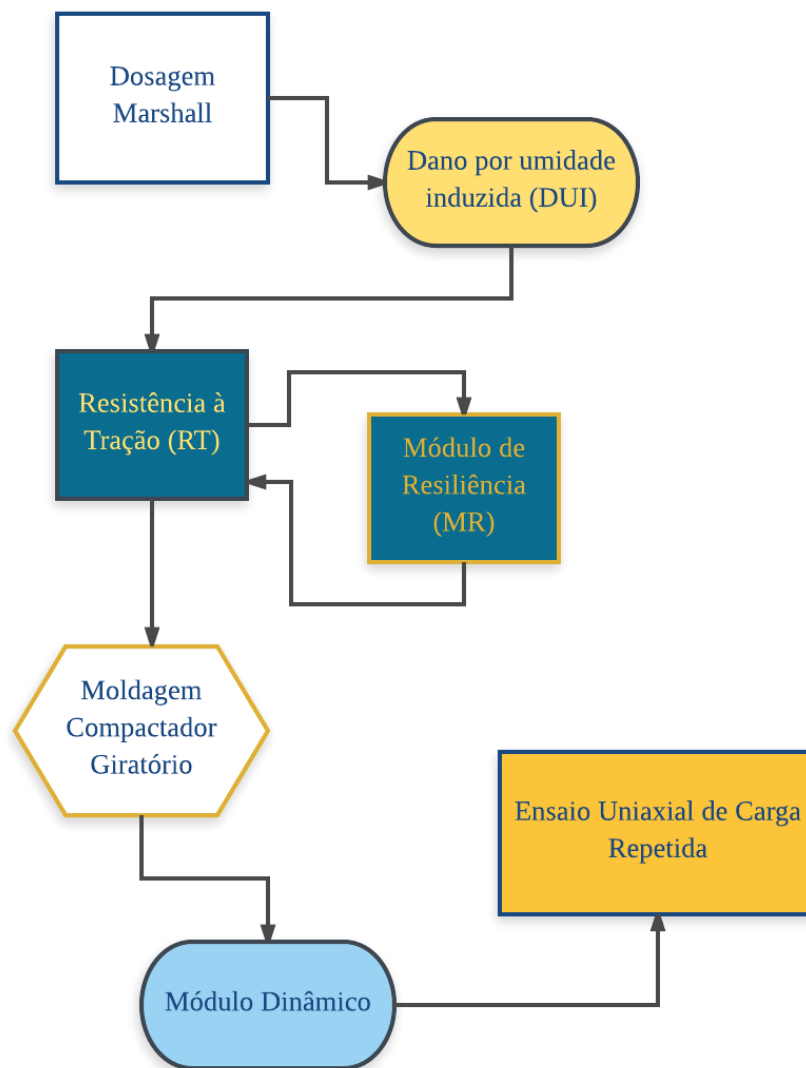 Dosagem
Marshall
Dano por umidade
induzida (DUI)
Resistência à
Tração (RT)
Módulo de
Resiliência
(MR)
Moldagem
Compactador
Giratório
Ensaio Uniaxial de Carga
Repetida
Módulo Dinâmico